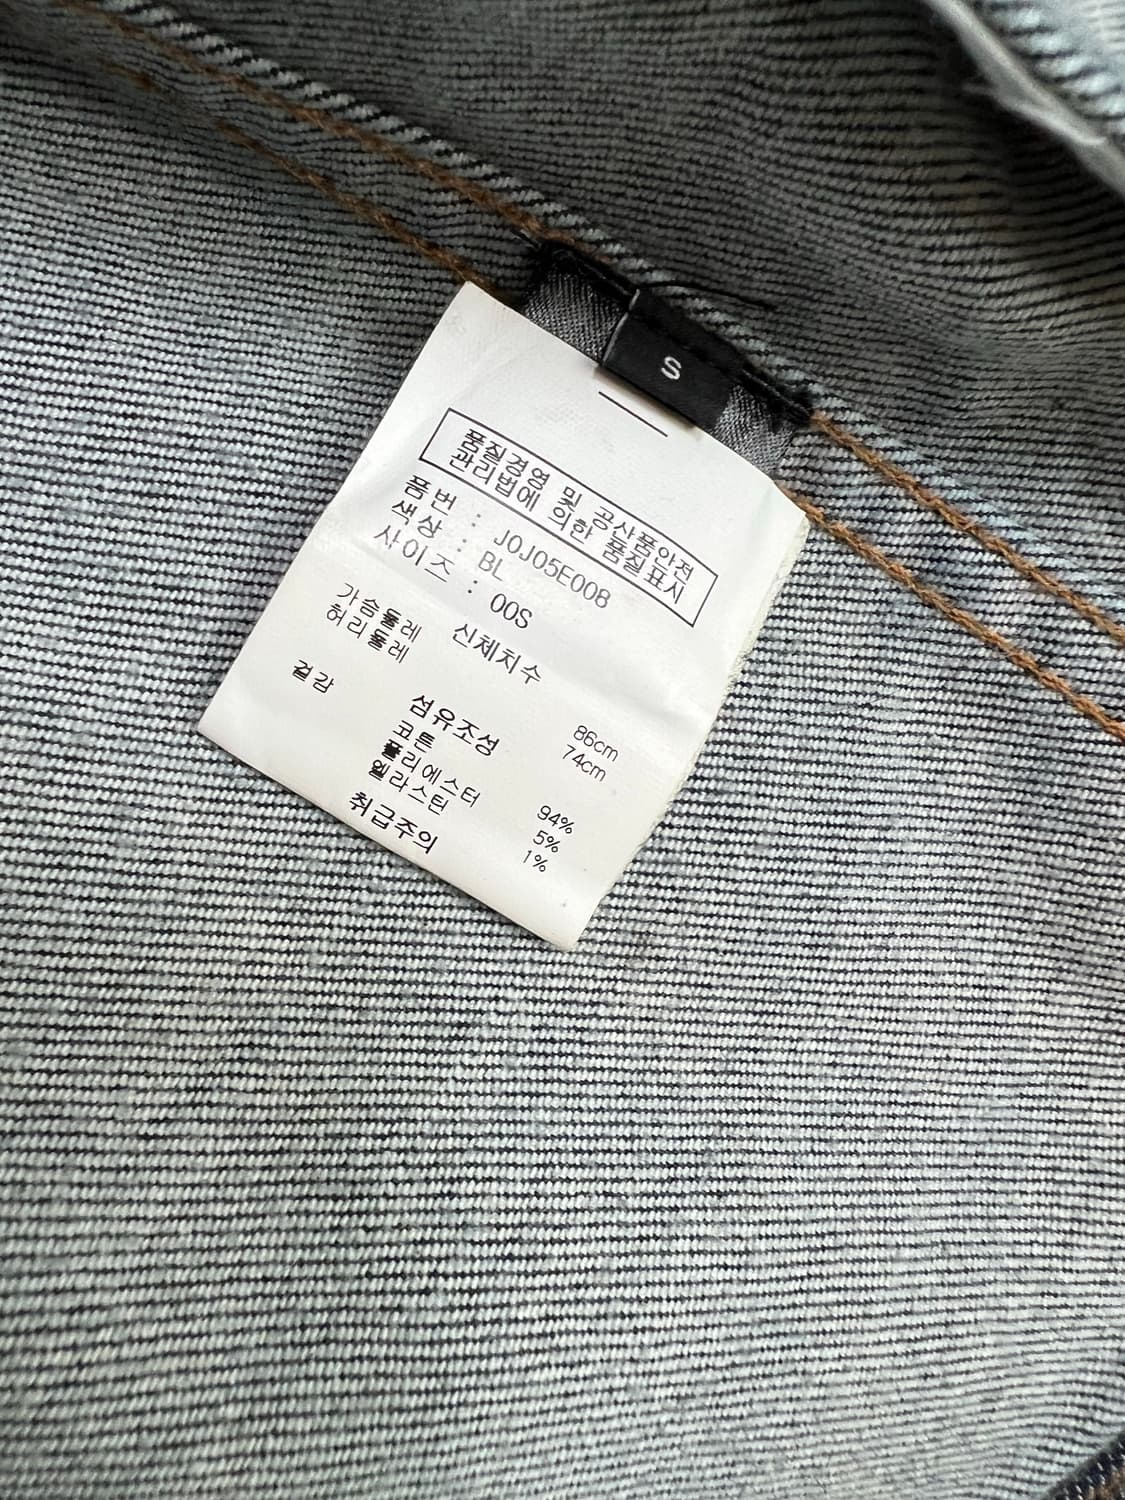 S
품질경영 및 공산품안전
관리법에 의한 품질표시
품번 : J0J05E008
색상 : BL
사이즈 : 00S
신체치수
가슴둘레 86cm
허리둘레 74cm
섬유조성
겉감 코튼 94%
폴리에스터 5%
엘라스틴 1%
취급주의